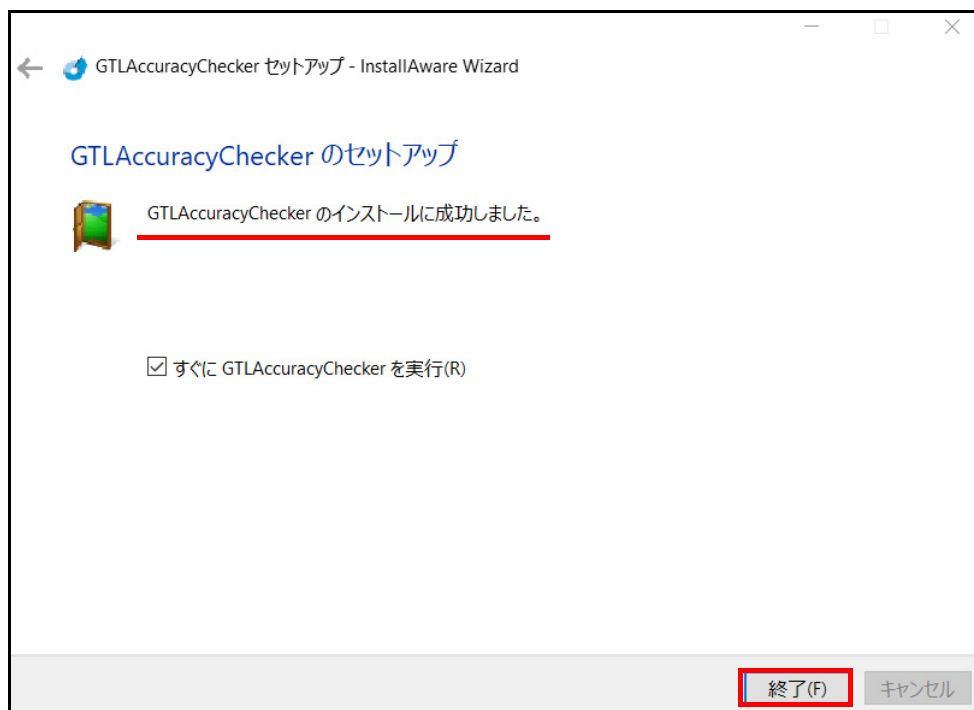 GTLAccuracyChecker セットアップ - InstallAware Wizard
GTLAccuracyChecker のセットアップ
GTLAccuracyChecker のインストールに成功しました。
すぐに GTLAccuracyChecker を実行(R)
終了(F)
キャンセル